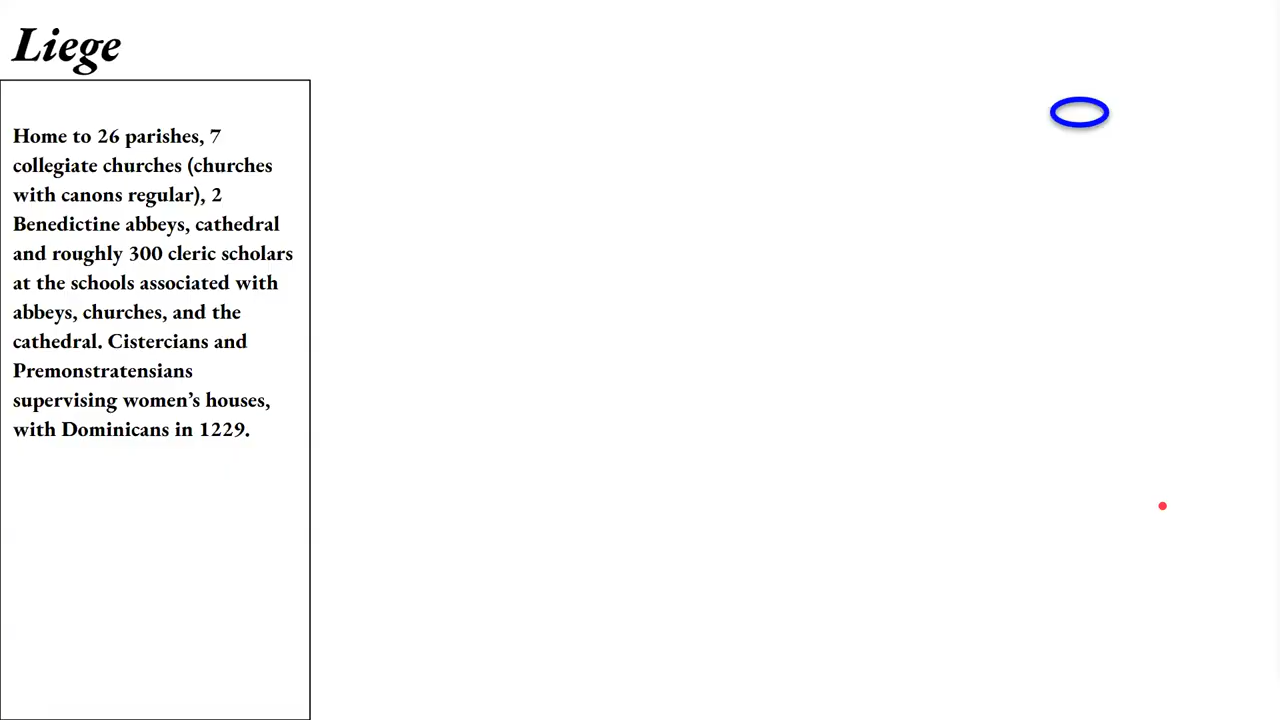 Liege
Home to 26 parishes, 7
collegiate churches (churches
with canons regular), 2
Benedictine abbeys, cathedral
and roughly 300 cleric scholars
at the schools associated with
abbeys, churches, and the
cathedral. Cistercians and
Premonstratensians
supervising women’s houses,
with Dominicans in 1229.